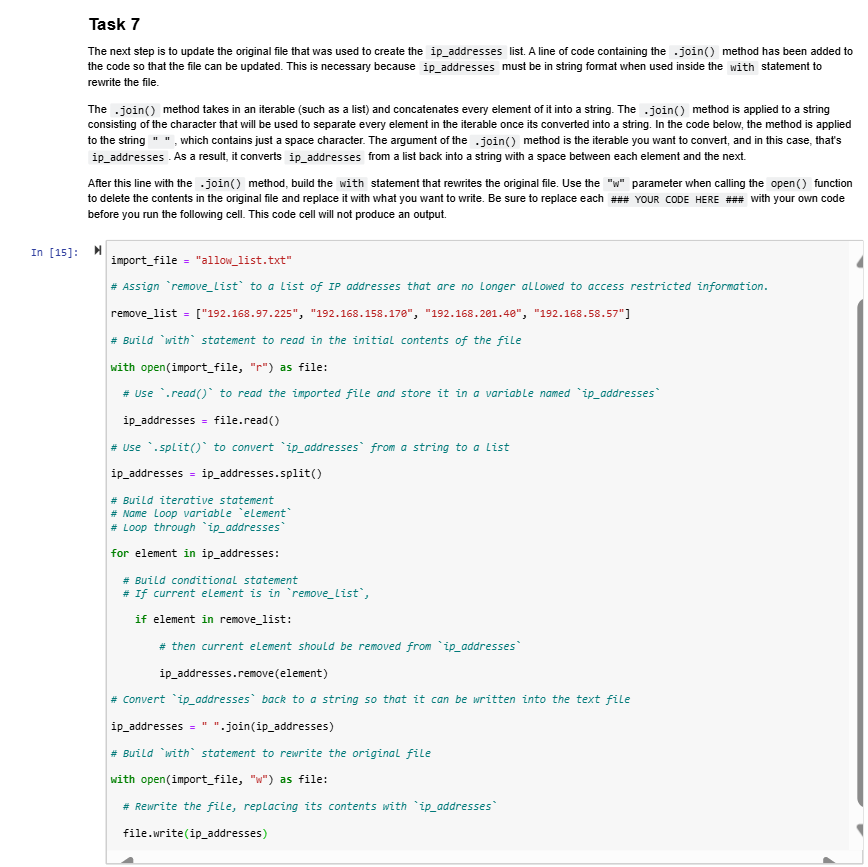 Task 7
The next step is to update the original file that was used to create the ip_addresses list. A line of code containing the .join() method has been added to
the code so that the file can be updated. This is necessary because ip_addresses must be in string format when used inside the with statement to
rewrite the file.
The .join() method takes in an iterable (such as a list) and concatenates every element of it into a string. The .join() method is applied to a string
consisting of the character that will be used to separate every element in the iterable once its converted into a string. In the code below, the method is applied
to the string " ", which contains just a space character. The argument of the .join() method is the iterable you want to convert, and in this case, that's
ip_addresses. As a result, it converts ip_addresses from a list back into a string with a space between each element and the next.
After this line with the .join() method, build the with statement that rewrites the original file. Use the "w" parameter when calling the open() function
to delete the contents in the original file and replace it with what you want to write. Be sure to replace each ### YOUR CODE HERE ### with your own code
before you run the following cell. This code cell will not produce an output.
In [15]:
import_file = "allow_list.txt"
# Assign `remove_list` to a list of IP addresses that are no longer allowed to access restricted information.
remove_list = ["192.168.97.225", "192.168.158.170", "192.168.201.40", "192.168.58.57"]
# Build `with` statement to read in the initial contents of the file
with open(import_file, "r") as file:
# Use `.read()` to read the imported file and store it in a variable named `ip_addresses`
ip_addresses = file.read()
# Use `.split()` to convert `ip_addresses` from a string to a list
ip_addresses = ip_addresses.split()
# Build iterative statement
# Name loop variable `element`
# Loop through `ip_addresses`
for element in ip_addresses:
# Build conditional statement
# If current element is in `remove_list`,
if element in remove_list:
# then current element should be removed from `ip_addresses`
ip_addresses.remove(element)
# Convert `ip_addresses` back to a string so that it can be written into the text file
ip_addresses = " ".join(ip_addresses)
# Build `with` statement to rewrite the original file
with open(import_file, "w") as file:
# Rewrite the file, replacing its contents with `ip_addresses`
file.write(ip_addresses)